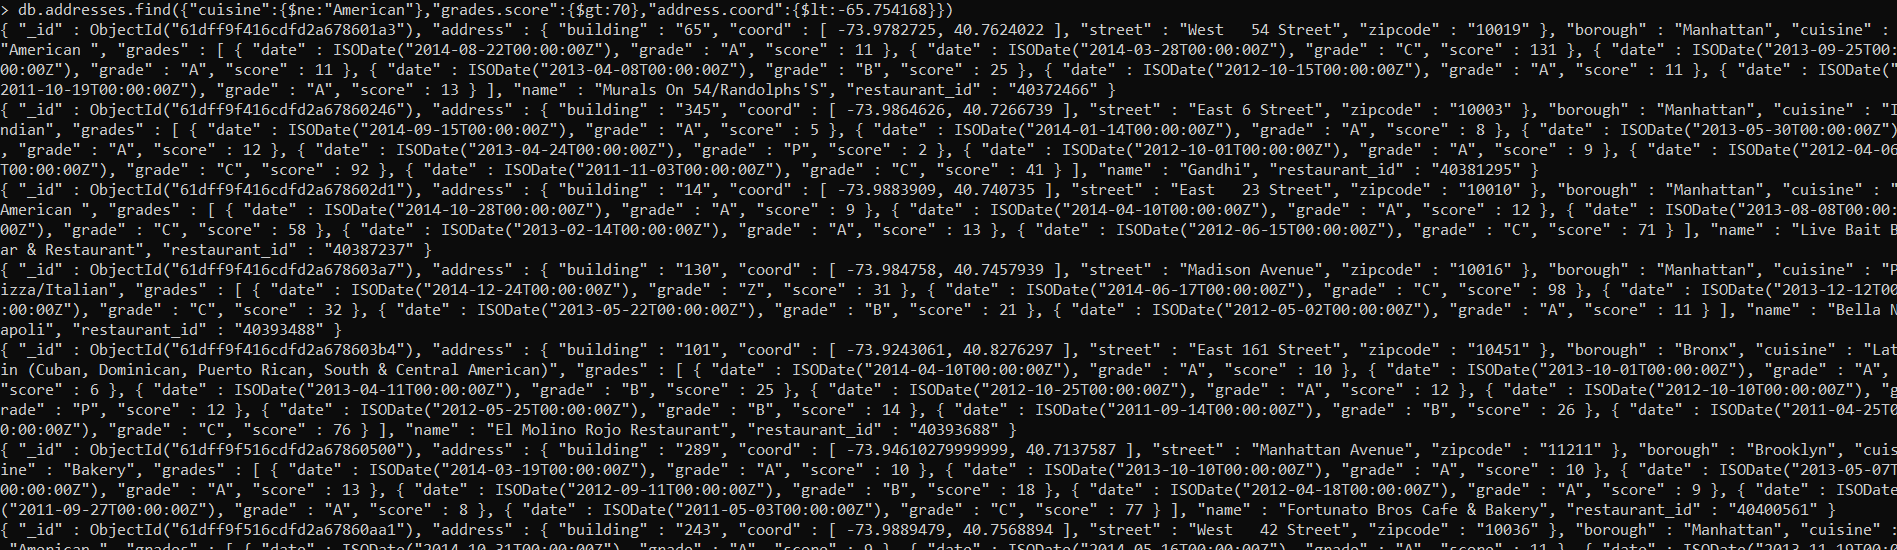 > db.addresses.find({"cuisine":{$ne:"American"},"grades.score":{$gt:70},"address.coord":{$lt:-65.754168}})
{ "_id" : ObjectId("61dff9f416cdfd2a678601a3"), "address" : { "building" : "65", "coord" : [ -73.9782725, 40.7624022 ], "street" : "West   54 Street", "zipcode" : "10019" }, "borough" : "Manhattan", "cuisine" :
"American ", "grades" : [ { "date" : ISODate("2014-08-22T00:00:00Z"), "grade" : "A", "score" : 11 }, { "date" : ISODate("2014-03-28T00:00:00Z"), "grade" : "C", "score" : 131 }, { "date" : ISODate("2013-09-25T00:
00:00Z"), "grade" : "A", "score" : 11 }, { "date" : ISODate("2013-04-08T00:00:00Z"), "grade" : "B", "score" : 25 }, { "date" : ISODate("2012-10-15T00:00:00Z"), "grade" : "A", "score" : 11 }, { "date" : ISODate("
2011-10-19T00:00:00Z"), "grade" : "A", "score" : 13 } ], "name" : "Murals On 54/Randolphs'S", "restaurant_id" : "40372466" }
{ "_id" : ObjectId("61dff9f416cdfd2a67860246"), "address" : { "building" : "345", "coord" : [ -73.9864626, 40.7266739 ], "street" : "East 6 Street", "zipcode" : "10003" }, "borough" : "Manhattan", "cuisine" : "I
ndian", "grades" : [ { "date" : ISODate("2014-09-15T00:00:00Z"), "grade" : "A", "score" : 5 }, { "date" : ISODate("2014-01-14T00:00:00Z"), "grade" : "A", "score" : 8 }, { "date" : ISODate("2013-05-30T00:00:00Z")
, "grade" : "A", "score" : 12 }, { "date" : ISODate("2013-04-24T00:00:00Z"), "grade" : "P", "score" : 2 }, { "date" : ISODate("2012-10-01T00:00:00Z"), "grade" : "A", "score" : 9 }, { "date" : ISODate("2012-04-06
T00:00:00Z"), "grade" : "C", "score" : 92 }, { "date" : ISODate("2011-11-03T00:00:00Z"), "grade" : "C", "score" : 41 } ], "name" : "Gandhi", "restaurant_id" : "40381295" }
{ "_id" : ObjectId("61dff9f416cdfd2a678602d1"), "address" : { "building" : "14", "coord" : [ -73.9883909, 40.740735 ], "street" : "East   23 Street", "zipcode" : "10010" }, "borough" : "Manhattan", "cuisine" : "
American ", "grades" : [ { "date" : ISODate("2014-10-28T00:00:00Z"), "grade" : "A", "score" : 9 }, { "date" : ISODate("2014-04-10T00:00:00Z"), "grade" : "A", "score" : 12 }, { "date" : ISODate("2013-08-08T00:00:
00Z"), "grade" : "C", "score" : 58 }, { "date" : ISODate("2013-02-14T00:00:00Z"), "grade" : "A", "score" : 13 }, { "date" : ISODate("2012-06-15T00:00:00Z"), "grade" : "C", "score" : 71 } ], "name" : "Live Bait B
ar & Restaurant", "restaurant_id" : "40387237" }
{ "_id" : ObjectId("61dff9f416cdfd2a678603a7"), "address" : { "building" : "130", "coord" : [ -73.984758, 40.7457939 ], "street" : "Madison Avenue", "zipcode" : "10016" }, "borough" : "Manhattan", "cuisine" : "P
izza/Italian", "grades" : [ { "date" : ISODate("2014-12-24T00:00:00Z"), "grade" : "Z", "score" : 31 }, { "date" : ISODate("2014-06-17T00:00:00Z"), "grade" : "C", "score" : 98 }, { "date" : ISODate("2013-12-12T00
:00:00Z"), "grade" : "C", "score" : 32 }, { "date" : ISODate("2013-05-22T00:00:00Z"), "grade" : "B", "score" : 21 }, { "date" : ISODate("2012-05-02T00:00:00Z"), "grade" : "A", "score" : 11 } ], "name" : "Bella N
apoli", "restaurant_id" : "40393488" }
{ "_id" : ObjectId("61dff9f416cdfd2a678603b4"), "address" : { "building" : "101", "coord" : [ -73.9243061, 40.8276297 ], "street" : "East 161 Street", "zipcode" : "10451" }, "borough" : "Bronx", "cuisine" : "Lat
in (Cuban, Dominican, Puerto Rican, South & Central American)", "grades" : [ { "date" : ISODate("2014-04-10T00:00:00Z"), "grade" : "A", "score" : 10 }, { "date" : ISODate("2013-10-01T00:00:00Z"), "grade" : "A",
"score" : 6 }, { "date" : ISODate("2013-04-11T00:00:00Z"), "grade" : "B", "score" : 25 }, { "date" : ISODate("2012-10-25T00:00:00Z"), "grade" : "A", "score" : 12 }, { "date" : ISODate("2012-10-10T00:00:00Z"), "g
rade" : "P", "score" : 12 }, { "date" : ISODate("2012-05-25T00:00:00Z"), "grade" : "B", "score" : 14 }, { "date" : ISODate("2011-09-14T00:00:00Z"), "grade" : "B", "score" : 26 }, { "date" : ISODate("2011-04-25T0
0:00:00Z"), "grade" : "C", "score" : 76 } ], "name" : "El Molino Rojo Restaurant", "restaurant_id" : "40393688" }
{ "_id" : ObjectId("61dff9f516cdfd2a67860500"), "address" : { "building" : "289", "coord" : [ -73.94610279999999, 40.7137587 ], "street" : "Manhattan Avenue", "zipcode" : "11211" }, "borough" : "Brooklyn", "cuis
ine" : "Bakery", "grades" : [ { "date" : ISODate("2014-03-19T00:00:00Z"), "grade" : "A", "score" : 10 }, { "date" : ISODate("2013-10-10T00:00:00Z"), "grade" : "A", "score" : 10 }, { "date" : ISODate("2013-05-07T
00:00:00Z"), "grade" : "A", "score" : 13 }, { "date" : ISODate("2012-09-11T00:00:00Z"), "grade" : "B", "score" : 18 }, { "date" : ISODate("2012-04-18T00:00:00Z"), "grade" : "A", "score" : 9 }, { "date" : ISODate
("2011-09-27T00:00:00Z"), "grade" : "A", "score" : 8 }, { "date" : ISODate("2011-05-03T00:00:00Z"), "grade" : "C", "score" : 77 } ], "name" : "Fortunato Bros Cafe & Bakery", "restaurant_id" : "40400561" }
{ "_id" : ObjectId("61dff9f516cdfd2a67860aa1"), "address" : { "building" : "243", "coord" : [ -73.9889479, 40.7568894 ], "street" : "West   42 Street", "zipcode" : "10036" }, "borough" : "Manhattan", "cuisine" :
"American ", "grades" : [ { "date" : ISODate("2014-10-31T00:00:00Z"), "grade" : "A", "score" : 9 }, { "date" : ISODate("2014-05-16T00:00:00Z"), "grade" : "A", "score" : 11 }, { "date" : ISODate("2013-11-19T00:00